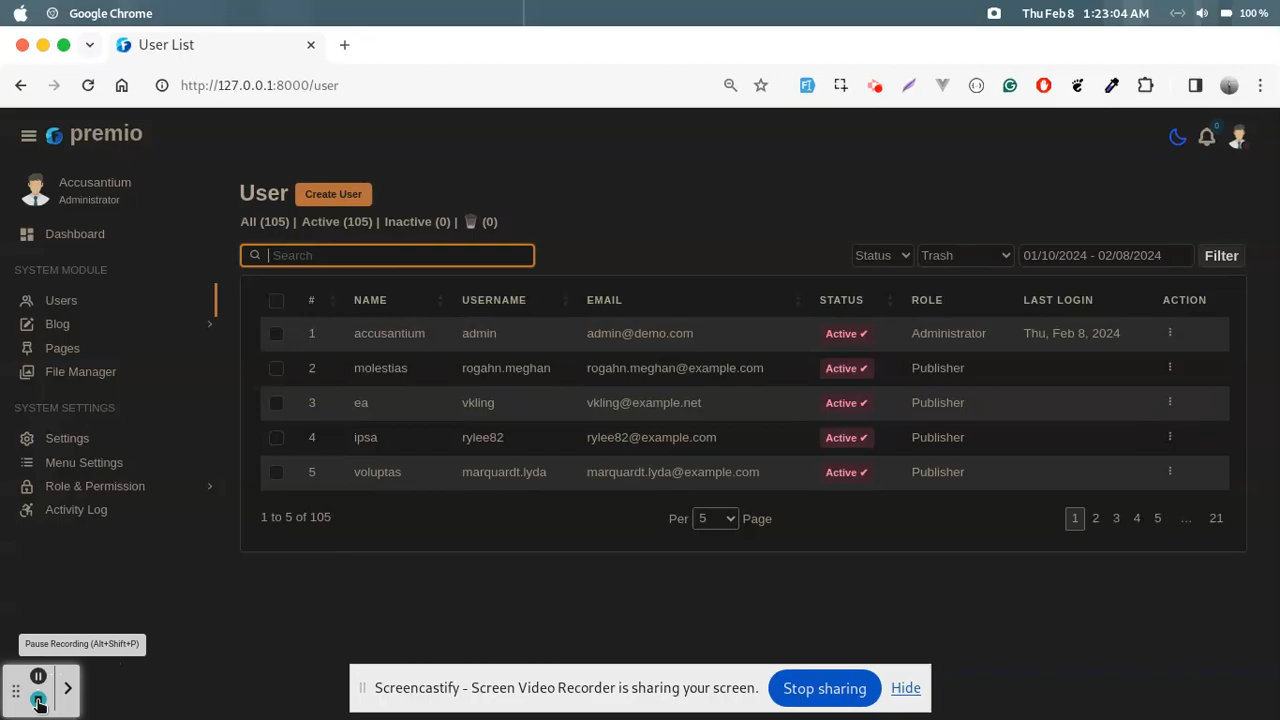 Google Chrome
Thu Feb 8 1:23:04 AM
100 %
User List
http://127.0.0.1:8000/user
premio
0
Accusantium
Administrator
Dashboard
SYSTEM MODULE
Users
Blog
Pages
File Manager
SYSTEM SETTINGS
Settings
Menu Settings
Role & Permission
Activity Log
User Create User
All (105) | Active (105) | Inactive (0) | (0)
Search Status Trash 01/10/2024 - 02/08/2024 Filter
# NAME USERNAME EMAIL STATUS ROLE LAST LOGIN ACTION
1 accusantium admin admin@demo.com Active ✔ Administrator Thu, Feb 8, 2024
2 molestias rogahn.meghan rogahn.meghan@example.com Active ✔ Publisher
3 ea vkling vkling@example.net Active ✔ Publisher
4 ipsa rylee82 rylee82@example.com Active ✔ Publisher
5 voluptas marquardt.lyda marquardt.lyda@example.com Active ✔ Publisher
1 to 5 of 105 Per 5 Page 1 2 3 4 5 ... 21
Pause Recording (Alt+Shift+P)
Screencastify - Screen Video Recorder is sharing your screen. Stop sharing Hide